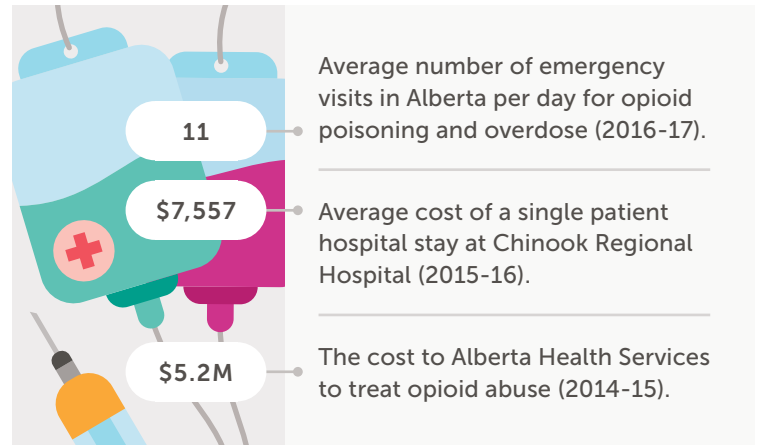 11
Average number of emergency
visits in Alberta per day for opioid
poisoning and overdose (2016-17).
$7,557
Average cost of a single patient
hospital stay at Chinook Regional
Hospital (2015-16).
$5.2M
The cost to Alberta Health Services
to treat opioid abuse (2014-15).